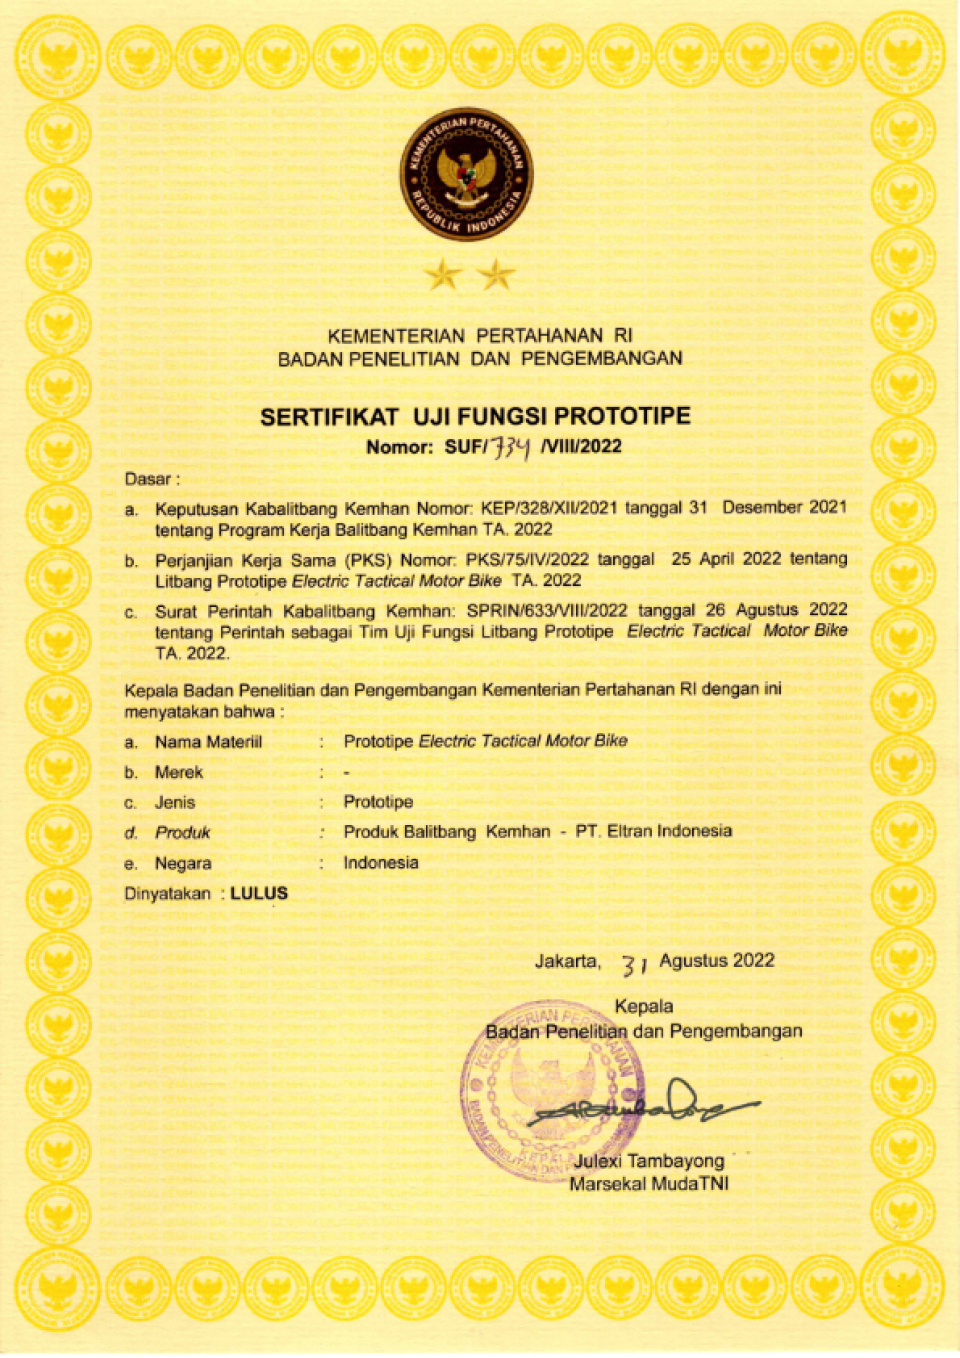 KEMENTERIAN PERTAHANAN
REPUBLIK INDONESIA
KEMENTERIAN PERTAHANAN RI
BADAN PENELITIAN DAN PENGEMBANGAN
SERTIFIKAT UJI FUNGSI PROTOTIPE
Nomor: SUF/734/VIII/2022
Dasar :
a. Keputusan Kabalitbang Kemhan Nomor: KEP/328/XII/2021 tanggal 31 Desember 2021
tentang Program Kerja Balitbang Kemhan TA. 2022
b. Perjanjian Kerja Sama (PKS) Nomor: PKS/75/IV/2022 tanggal 25 April 2022 tentang
Litbang Prototipe Electric Tactical Motor Bike TA. 2022
c. Surat Perintah Kabalitbang Kemhan: SPRIN/633/VIII/2022 tanggal 26 Agustus 2022
tentang Perintah sebagai Tim Uji Fungsi Litbang Prototipe Electric Tactical Motor Bike
TA. 2022.
Kepala Badan Penelitian dan Pengembangan Kementerian Pertahanan RI dengan ini
menyatakan bahwa :
a. Nama Materiil : Prototipe Electric Tactical Motor Bike
b. Merek : -
c. Jenis : Prototipe
d. Produk : Produk Balitbang Kemhan - PT. Eltran Indonesia
e. Negara : Indonesia
Dinyatakan : LULUS
Jakarta, 31 Agustus 2022
Kepala
Badan Penelitian dan Pengembangan
KEMENTERIAN PERTAHANAN
KEPALA
BADAN PENELITIAN DAN
Julexi Tambayong
Marsekal MudaTNI